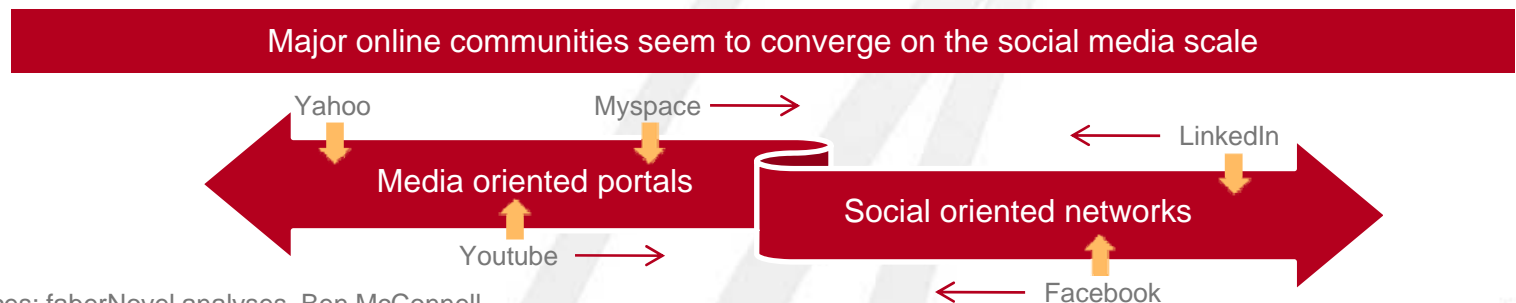 Major online communities seem to converge on the social media scale
Yahoo
Myspace
LinkedIn
Media oriented portals
Social oriented networks
Youtube
Facebook
faberNovel analyses, Ben McConnell